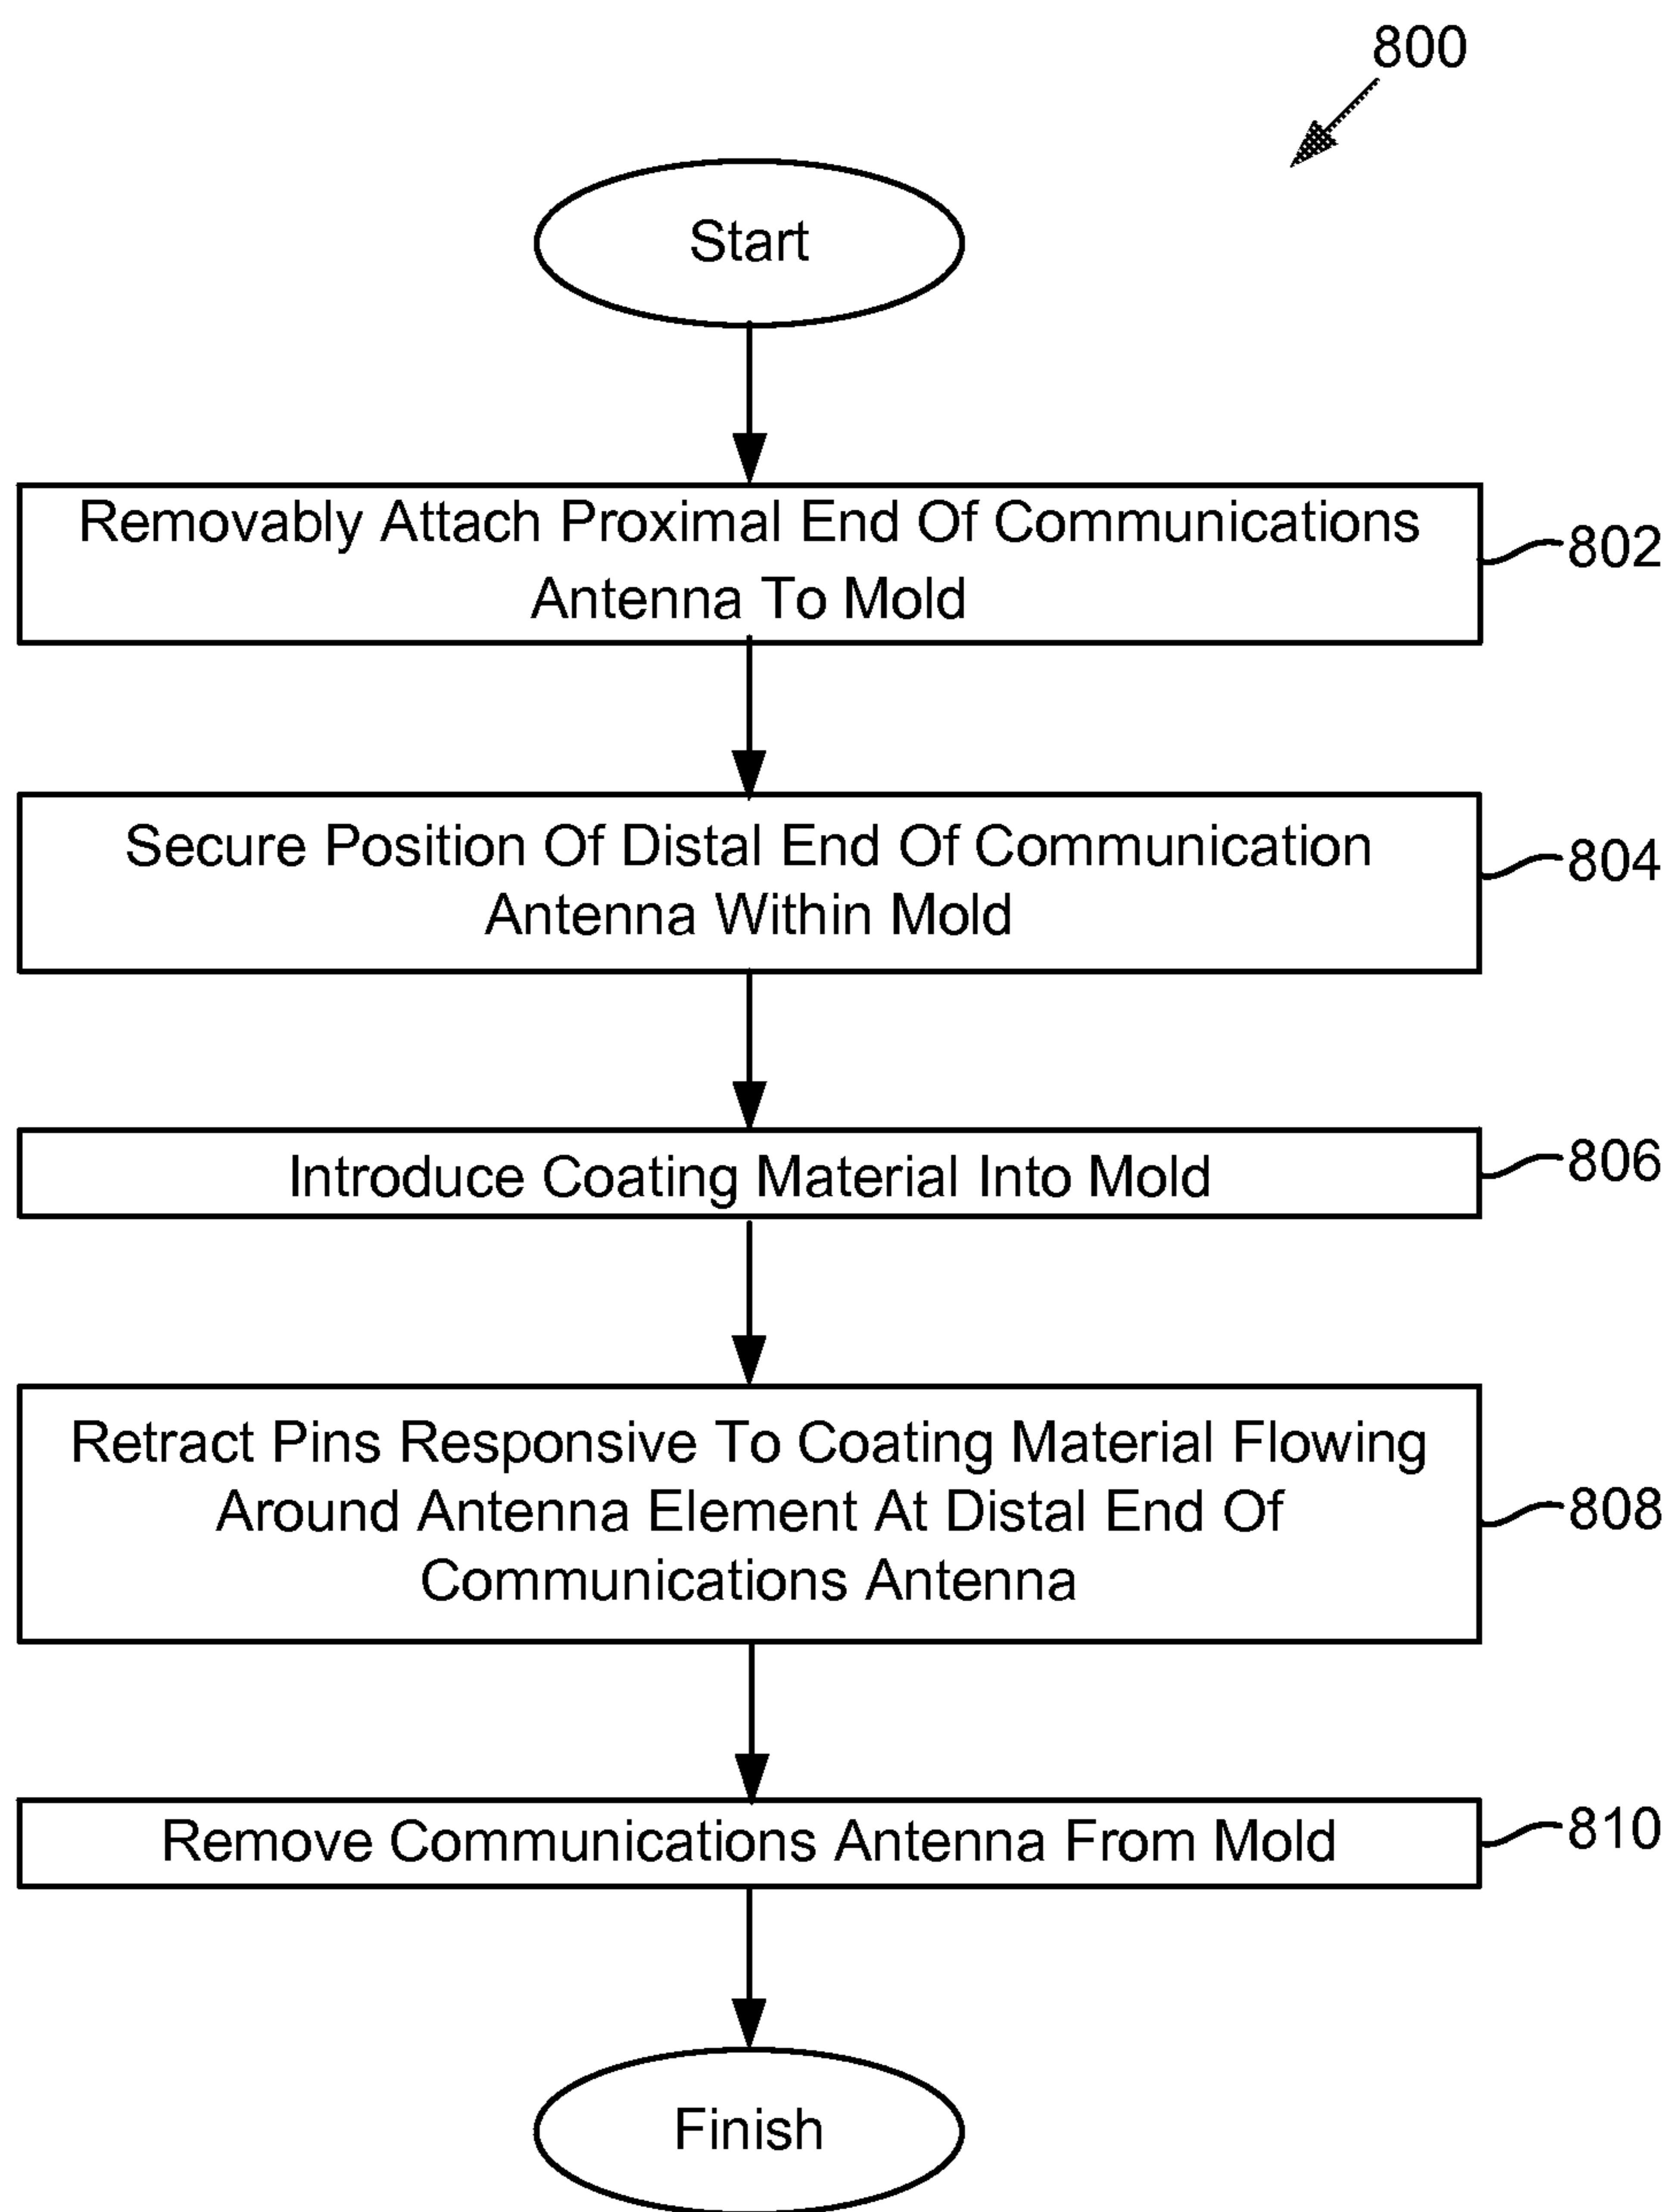 800
Start
Removably Attach Proximal End Of Communications
Antenna To Mold
802
Secure Position Of Distal End Of Communication
Antenna Within Mold
804
Introduce Coating Material Into Mold
806
Retract Pins Responsive To Coating Material Flowing
Around Antenna Element At Distal End Of
Communications Antenna
808
Remove Communications Antenna From Mold
810
Finish